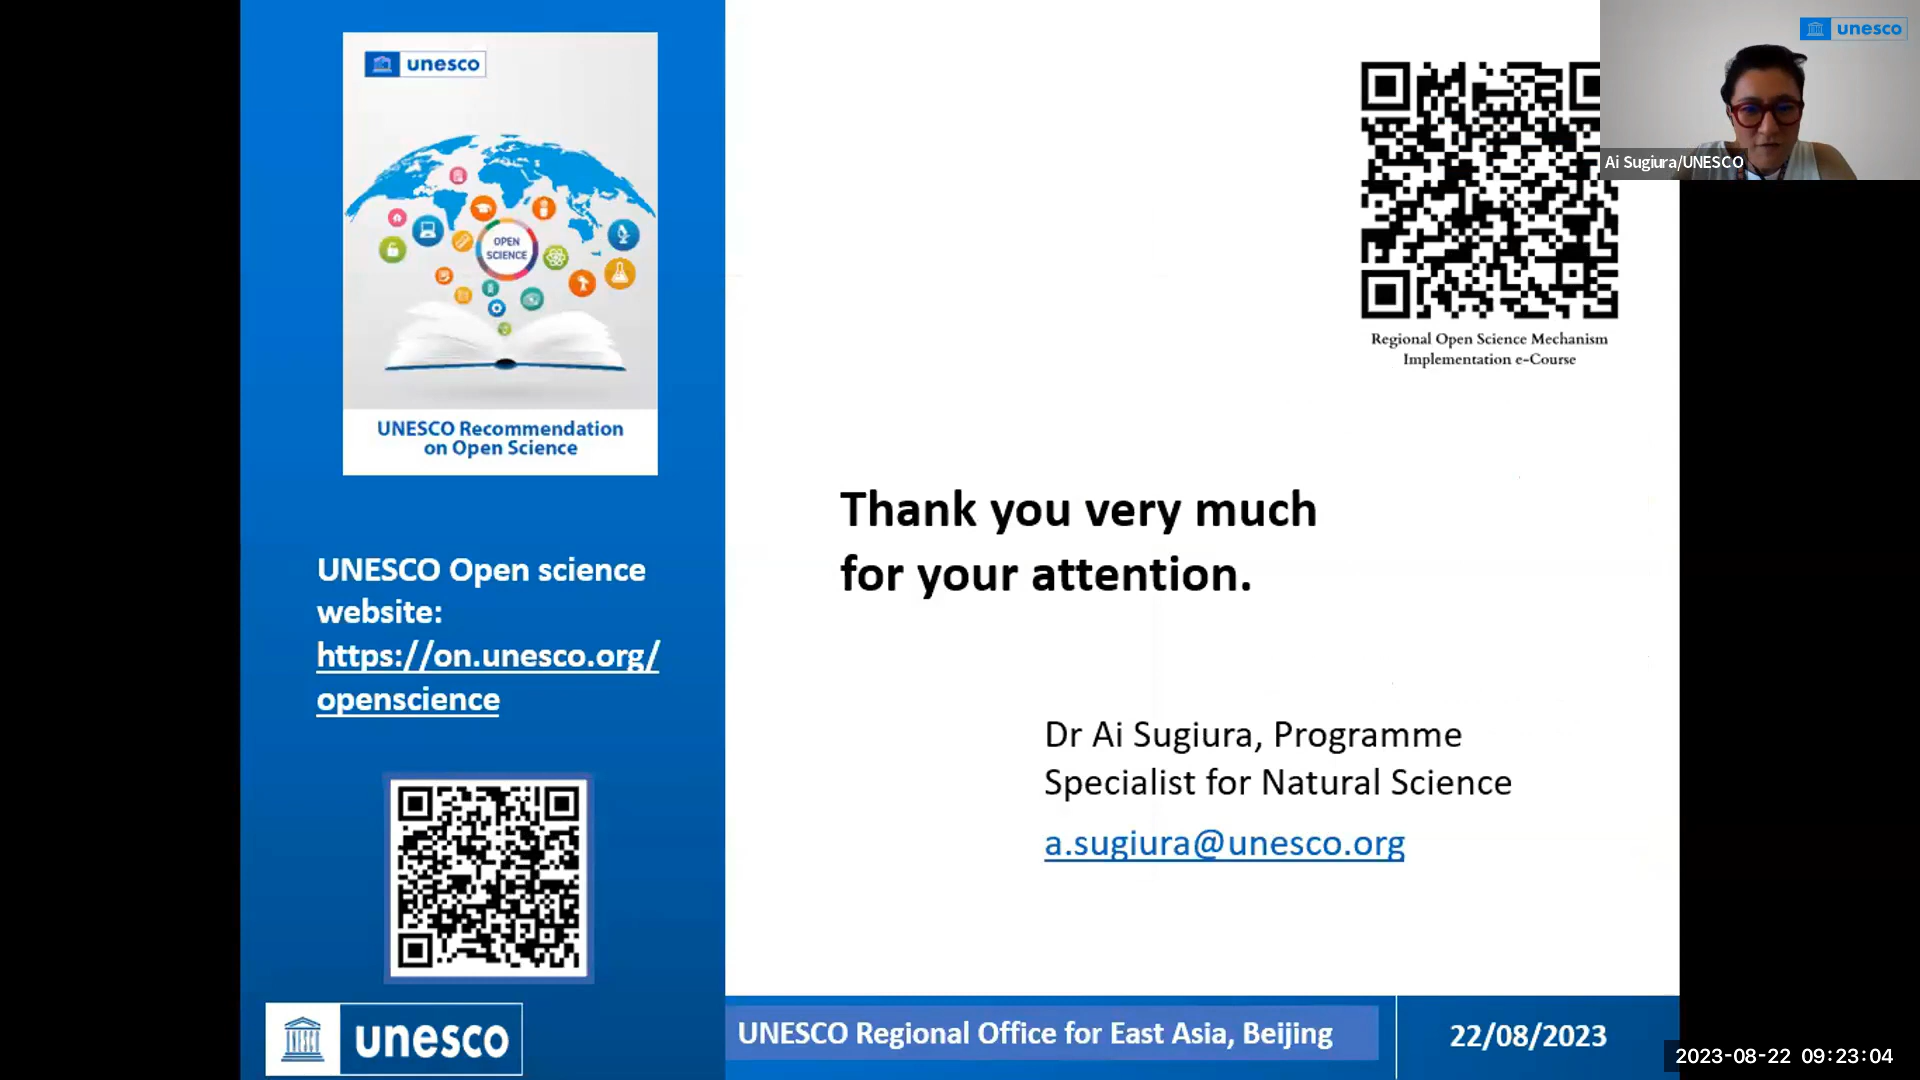 unesco
OPEN
SCIENCE
UNESCO Recommendation
on Open Science
UNESCO Open science
website:
https://on.unesco.org/
openscience
unesco
Regional Open Science Mechanism
Implementation e-Course
Thank you very much
for your attention.
Dr Ai Sugiura, Programme
Specialist for Natural Science
a.sugiura@unesco.org
UNESCO Regional Office for East Asia, Beijing
22/08/2023
unesco
Ai Sugiura/UNESCO
2023-08-22 09:23:04